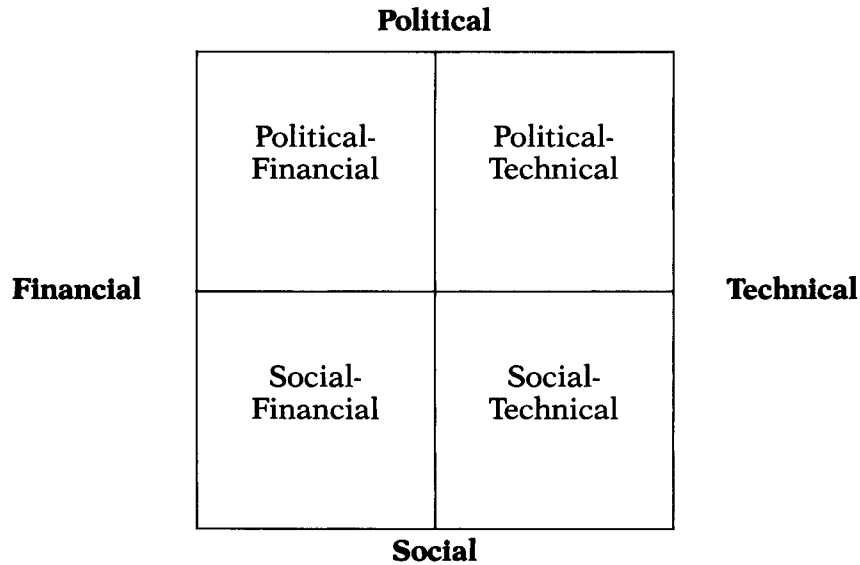 Political
Political-
Financial
Political-
Technical
Financial
Technical
Social-
Financial
Social-
Technical
Social